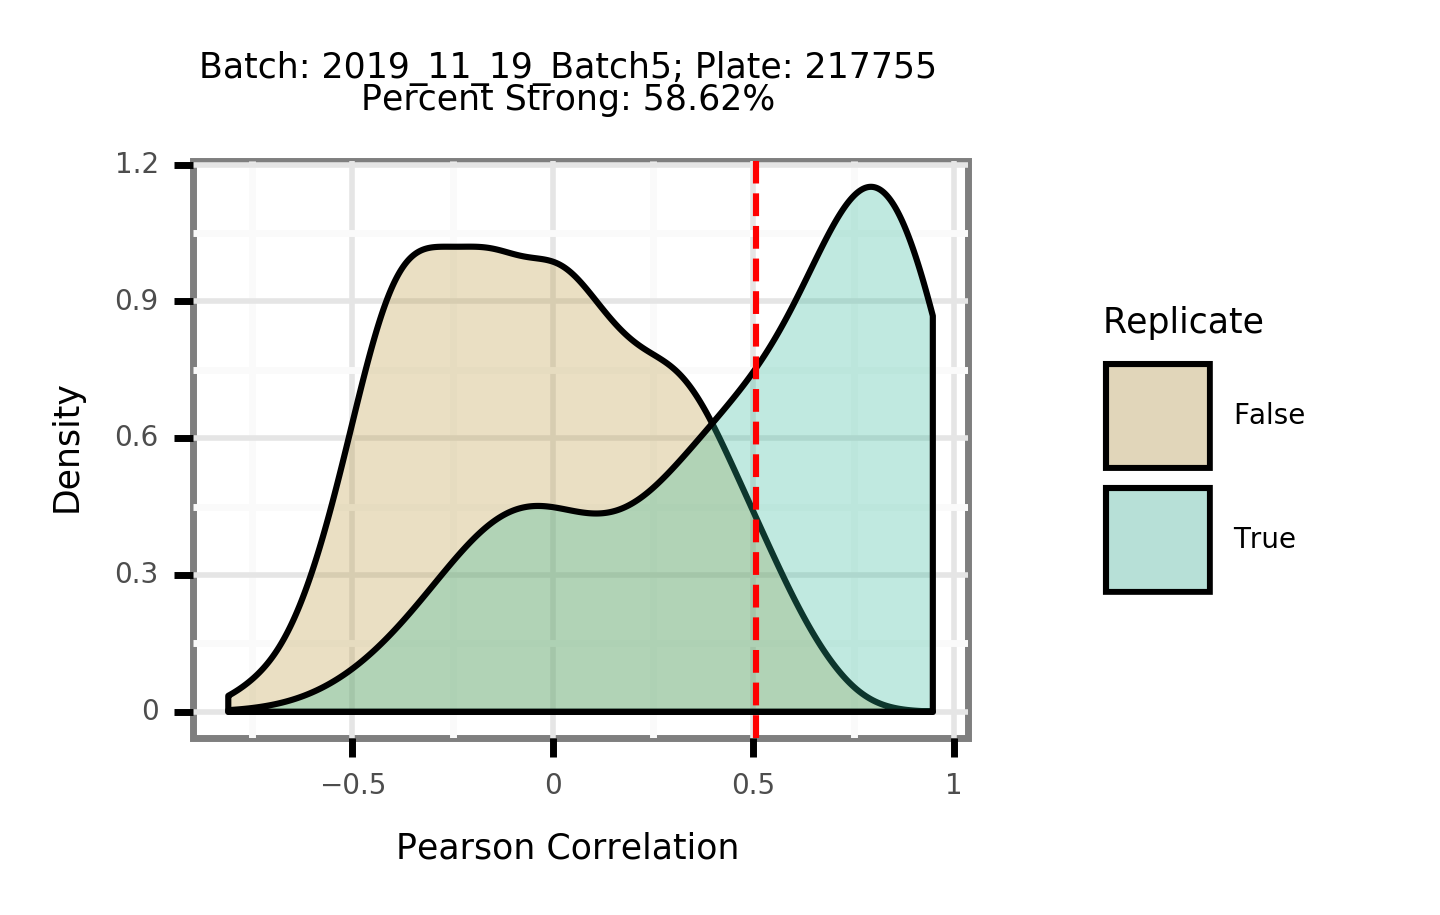 Batch: 2019_11_19_Batch5; Plate: 217755
Percent Strong: 58.62%
1.2
0.9
0.6
0.3
0
Density
−0.5 0 0.5 1
Pearson Correlation
Replicate
False
True